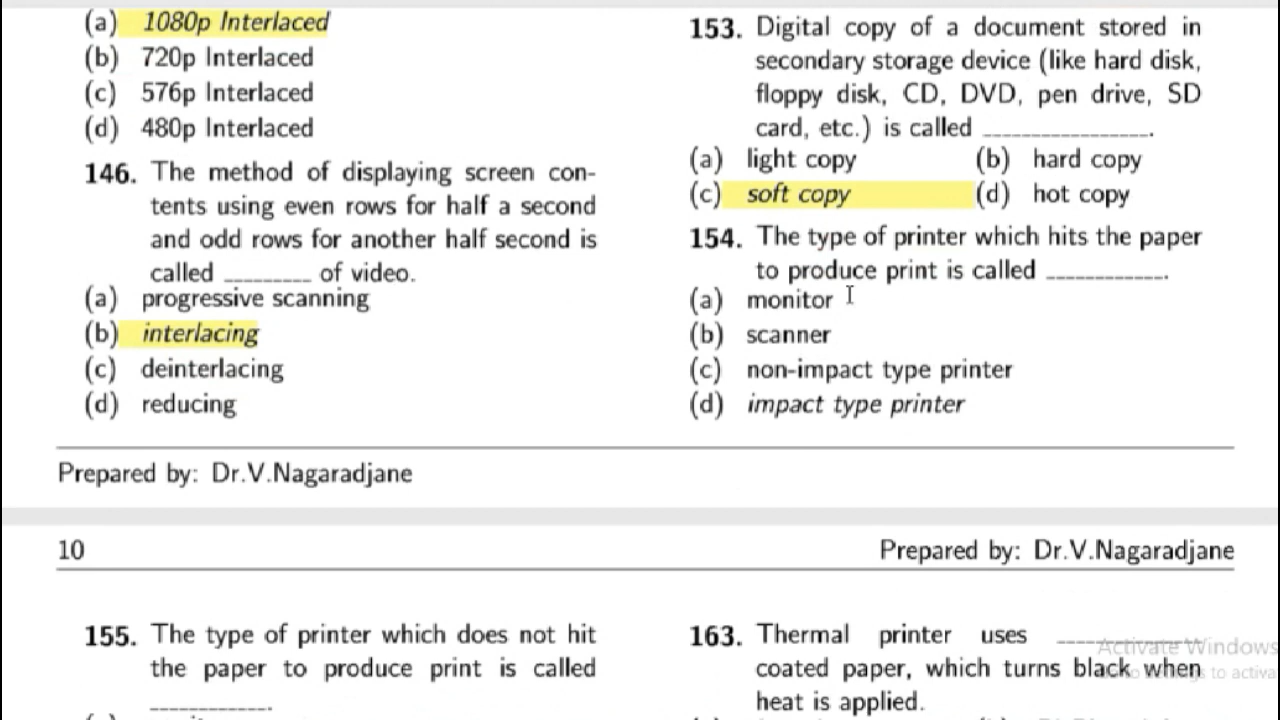 (a) 1080p Interlaced
(b) 720p Interlaced
(c) 576p Interlaced
(d) 480p Interlaced
146. The method of displaying screen con-
tents using even rows for half a second
and odd rows for another half second is
called ________ of video.
(a) progressive scanning
(b) interlacing
(c) deinterlacing
(d) reducing
153. Digital copy of a document stored in
secondary storage device (like hard disk,
floppy disk, CD, DVD, pen drive, SD
card, etc.) is called ________________.
(a) light copy (b) hard copy
(c) soft copy (d) hot copy
154. The type of printer which hits the paper
to produce print is called ____________.
(a) monitor
(b) scanner
(c) non-impact type printer
(d) impact type printer
Prepared by: Dr.V.Nagaradjane
10 Prepared by: Dr.V.Nagaradjane
155. The type of printer which does not hit
the paper to produce print is called
____________.
163. Thermal printer uses ____________
coated paper, which turns black when
heat is applied.
Activate Windows